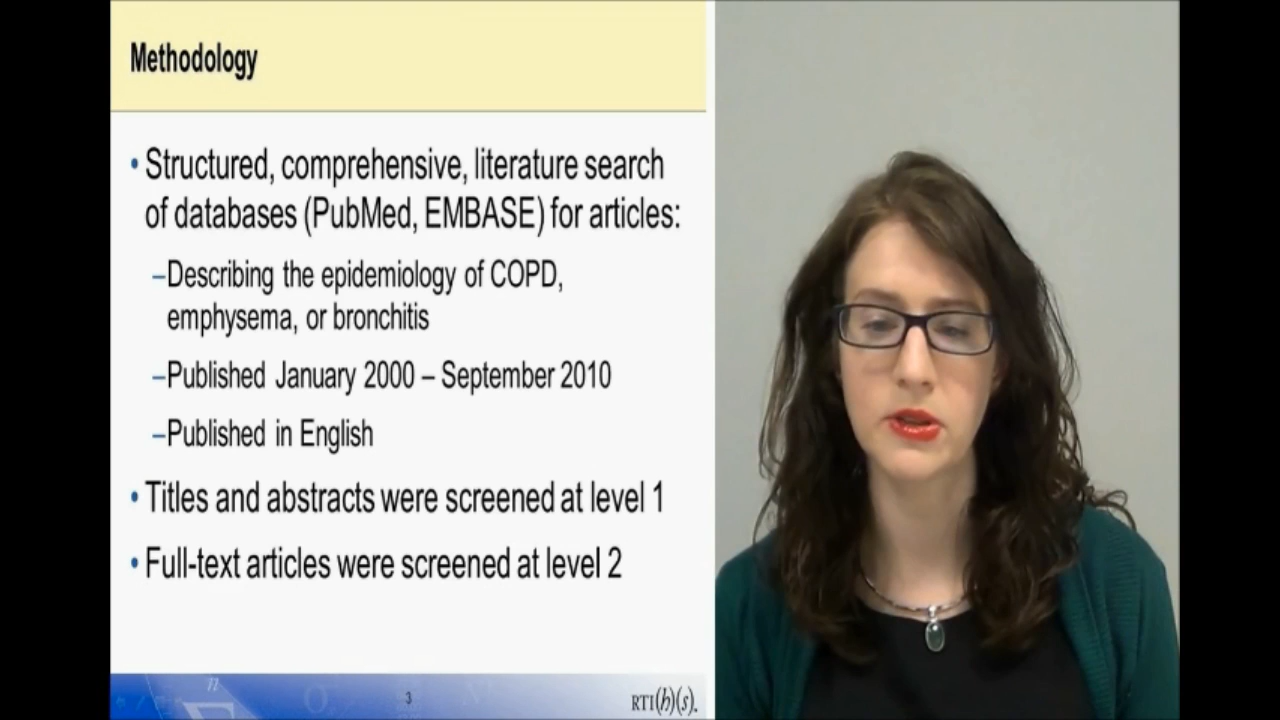 Methodology
• Structured, comprehensive, literature search
of databases (PubMed, EMBASE) for articles:
–Describing the epidemiology of COPD,
emphysema, or bronchitis
–Published January 2000 – September 2010
–Published in English
• Titles and abstracts were screened at level 1
• Full-text articles were screened at level 2
3
RTI(h)(s).